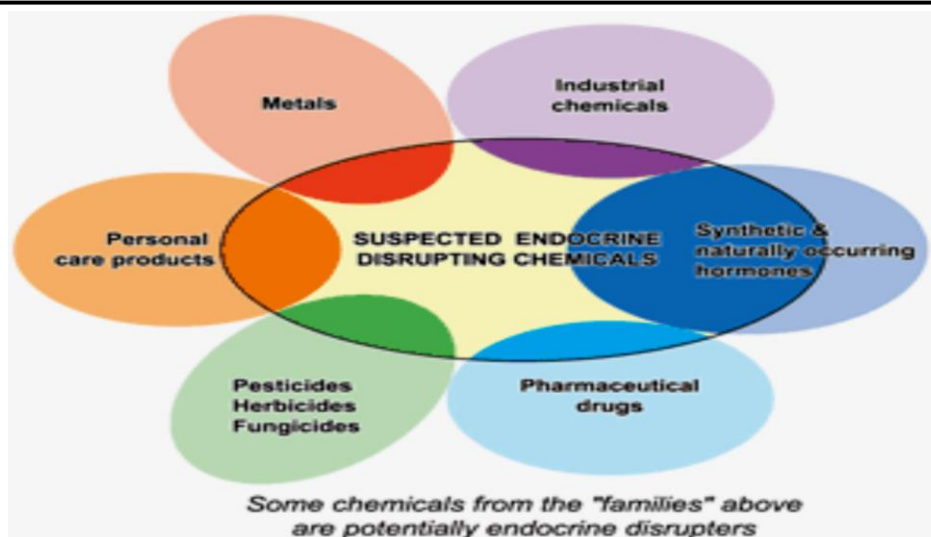 Metals
Industrial
chemicals
Personal
care products
SUSPECTED ENDOCRINE
DISRUPTING CHEMICALS
Synthetic &
naturally occurring
hormones
Pesticides
Herbicides
Fungicides
Pharmaceutical
drugs
Some chemicals from the "families" above
are potentially endocrine disrupters